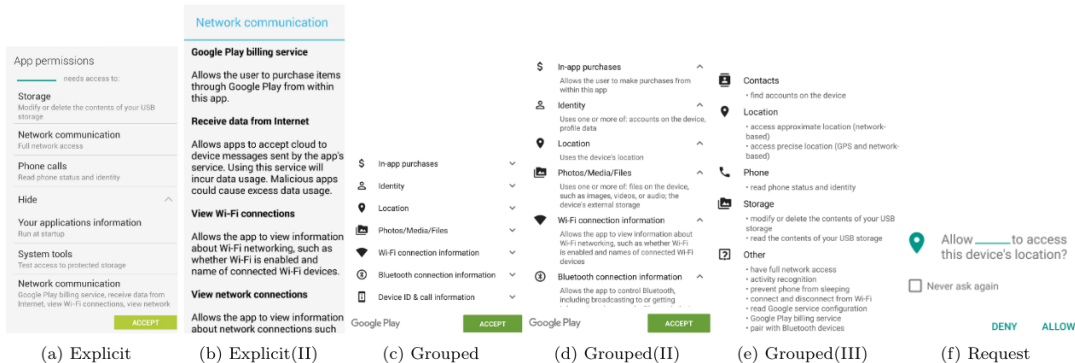 App permissions
needs access to:
Storage
Modify or delete the contents of your USB
storage
Network communication
Full network access
Phone calls
Read phone status and identity
Hide
Your applications information
Run at startup
System tools
Test access to protected storage
Network communication
Google Play billing service, receive data from
Internet, view Wi-Fi connections, view network
ACCEPT
(a) Explicit
Network communication
Google Play billing service
Allows the user to purchase items
through Google Play from within
this app.
Receive data from Internet
Allows apps to accept cloud to
device messages sent by the app's
service. Using this service will
incur data usage. Malicious apps
could cause excess data usage.
View Wi-Fi connections
Allows the app to view information
about Wi-Fi networking, such as
whether Wi-Fi is enabled and
name of connected Wi-Fi devices.
View network connections
Allows the app to view information
about network connections such
(b) Explicit(II)
$ In-app purchases
Identity
Location
Photos/Media/Files
Wi-Fi connection information
Bluetooth connection information
Device ID & call information
Google Play
ACCEPT
(c) Grouped
$ In-app purchases
Allows the user to make purchases from
within this app
Identity
Uses one or more of: accounts on the device,
profile data
Location
Uses the device's location
Photos/Media/Files
Uses one or more of: files on the device,
such as images, videos, or audio; the
device's external storage
Wi-Fi connection information
Allows the app to view information about
Wi-Fi networking, such as whether Wi-Fi
is enabled and names of connected Wi-Fi
devices
Bluetooth connection information
Allows the app to control Bluetooth,
including broadcasting to or getting
Google Play
ACCEPT
(d) Grouped(II)
Contacts
• find accounts on the device
Location
• access approximate location (network-
based)
• access precise location (GPS and network-
based)
Phone
• read phone status and identity
Storage
• modify or delete the contents of your USB
storage
• read the contents of your USB storage
? Other
• have full network access
• activity recognition
• prevent phone from sleeping
• connect and disconnect from Wi-Fi
• read Google service configuration
• Google Play billing service
• pair with Bluetooth devices
(e) Grouped(III)
Allow ____ to access
this device's location?
Never ask again
DENY ALLOW
(f) Request